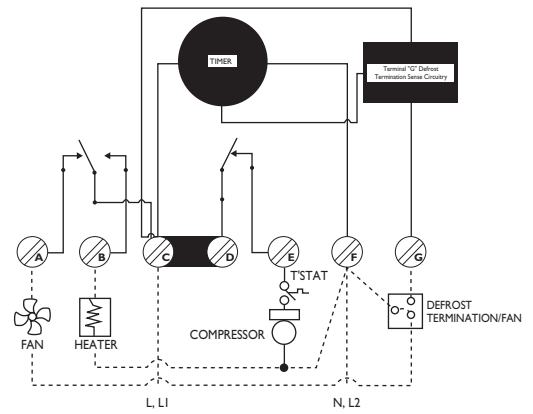 TIMER
Terminal "G" Defrost
Termination Sense Circuitry
A
B
C
D
E
F
G
T'STAT
DEFROST
TERMINATION/FAN
FAN
HEATER
COMPRESSOR
L, L1
N, L2